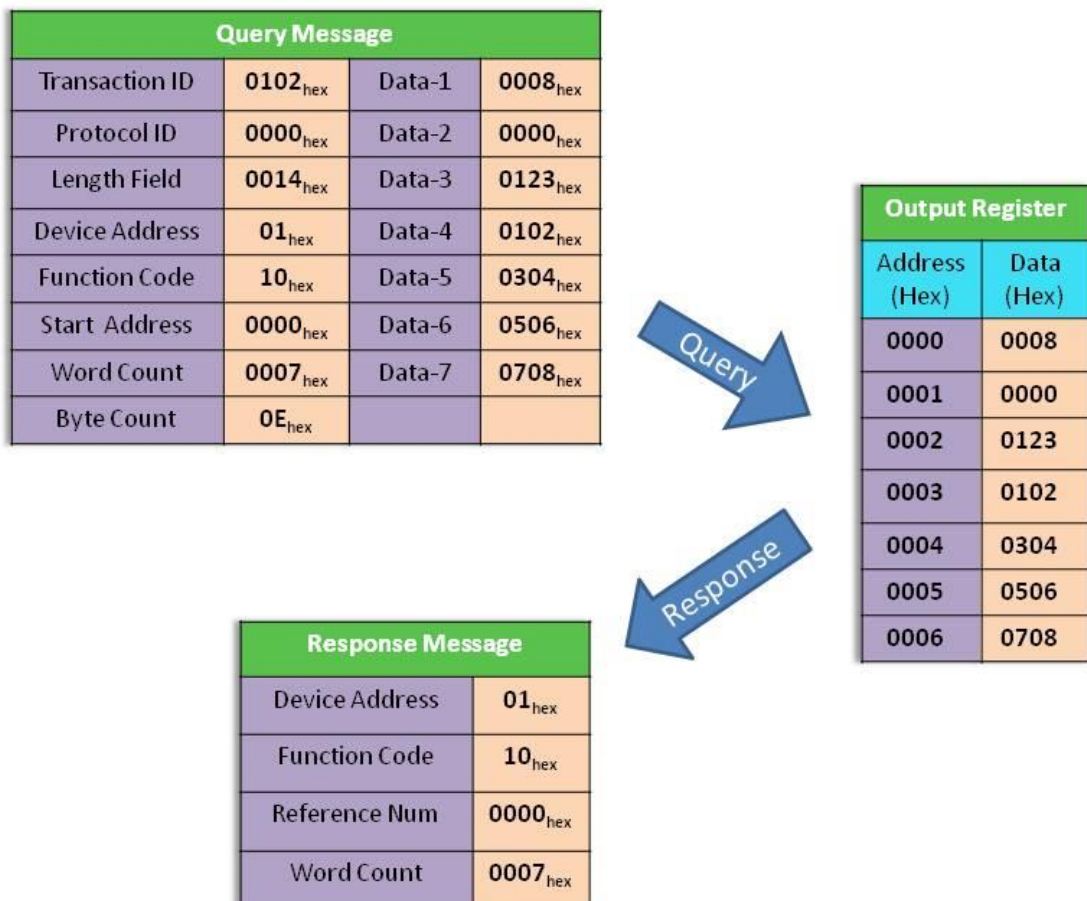 Query Message
Transaction ID 0102hex Data-1 0008hex
Protocol ID 0000hex Data-2 0000hex
Length Field 0014hex Data-3 0123hex
Device Address 01hex Data-4 0102hex
Function Code 10hex Data-5 0304hex
Start Address 0000hex Data-6 0506hex
Word Count 0007hex Data-7 0708hex
Byte Count 0Ehex
Query
Output Register
Address (Hex) Data (Hex)
0000 0008
0001 0000
0002 0123
0003 0102
0004 0304
0005 0506
0006 0708
Response
Response Message
Device Address 01hex
Function Code 10hex
Reference Num 0000hex
Word Count 0007hex